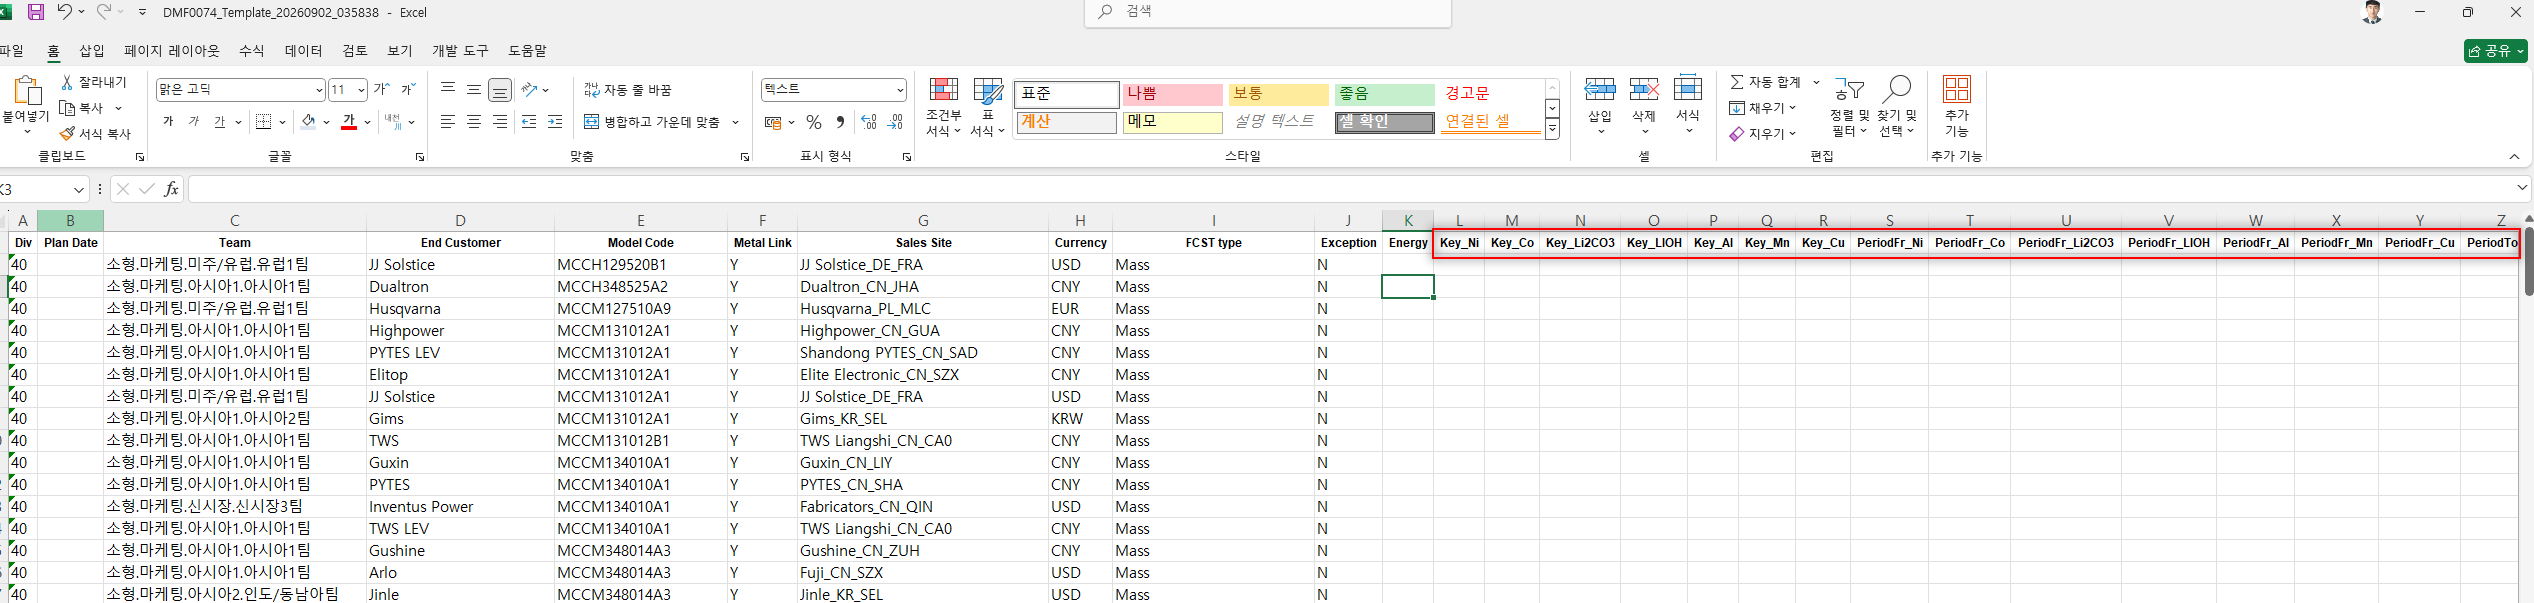 DMF0074_Template_20260902_035838 - Excel
검색
파일 홈 삽입 페이지 레이아웃 수식 데이터 검토 보기 개발 도구 도움말
공유
붙여넣기 잘라내기 복사 서식 복사 클립보드
맑은 고딕 11 가 가 가 가 가 가 내천 글꼴
자동 줄 바꿈 병합하고 가운데 맞춤 맞춤
텍스트 % 표시 형식
조건부 서식 표 서식 표준 나쁨 보통 좋음 경고문
계산 메모 설명 텍스트 셀 확인 연결된 셀 스타일
삽입 삭제 서식 셀
자동 합계 채우기 지우기 정렬 및 필터 찾기 및 선택 편집
추가 기능 추가 기능
K3 fx
A B C D E F G H I J K L M N O P Q R S T U V W X Y Z
Div Plan Date Team End Customer Model Code Metal Link Sales Site Currency FCST type Exception Energy Key_Ni Key_Co Key_Li2CO3 Key_LIOH Key_Al Key_Mn Key_Cu PeriodFr_Ni PeriodFr_Co PeriodFr_Li2CO3 PeriodFr_LIOH PeriodFr_Al PeriodFr_Mn PeriodFr_Cu PeriodTo
40 소형.마케팅.미주/유럽.유럽1팀 JJ Solstice MCCH129520B1 Y JJ Solstice_DE_FRA USD Mass N
40 소형.마케팅.아시아1.아시아1팀 Dualtron MCCH348525A2 Y Dualtron_CN_JHA CNY Mass N
40 소형.마케팅.미주/유럽.유럽1팀 Husqvarna MCCM127510A9 Y Husqvarna_PL_MLC EUR Mass N
40 소형.마케팅.아시아1.아시아1팀 Highpower MCCM131012A1 Y Highpower_CN_GUA CNY Mass N
40 소형.마케팅.아시아1.아시아1팀 PYTES LEV MCCM131012A1 Y Shandong PYTES_CN_SAD CNY Mass N
40 소형.마케팅.아시아1.아시아1팀 Elitop MCCM131012A1 Y Elite Electronic_CN_SZX CNY Mass N
40 소형.마케팅.미주/유럽.유럽1팀 JJ Solstice MCCM131012A1 Y JJ Solstice_DE_FRA USD Mass N
40 소형.마케팅.아시아1.아시아2팀 Gims MCCM131012A1 Y Gims_KR_SEL KRW Mass N
40 소형.마케팅.아시아1.아시아1팀 TWS MCCM131012B1 Y TWS Liangshi_CN_CA0 CNY Mass N
40 소형.마케팅.아시아1.아시아1팀 Guxin MCCM134010A1 Y Guxin_CN_LIY CNY Mass N
40 소형.마케팅.아시아1.아시아1팀 PYTES MCCM134010A1 Y PYTES_CN_SHA CNY Mass N
40 소형.마케팅.신시장.신시장3팀 Inventus Power MCCM134010A1 Y Fabricators_CN_QIN USD Mass N
40 소형.마케팅.아시아1.아시아1팀 TWS LEV MCCM134010A1 Y TWS Liangshi_CN_CA0 CNY Mass N
40 소형.마케팅.아시아1.아시아1팀 Gushine MCCM348014A3 Y Gushine_CN_ZUH CNY Mass N
40 소형.마케팅.아시아1.아시아1팀 Arlo MCCM348014A3 Y Fuji_CN_SZX USD Mass N
40 소형.마케팅.아시아2.인도/동남아팀 Jinle MCCM348014A3 Y Jinle_KR_SEL USD Mass N